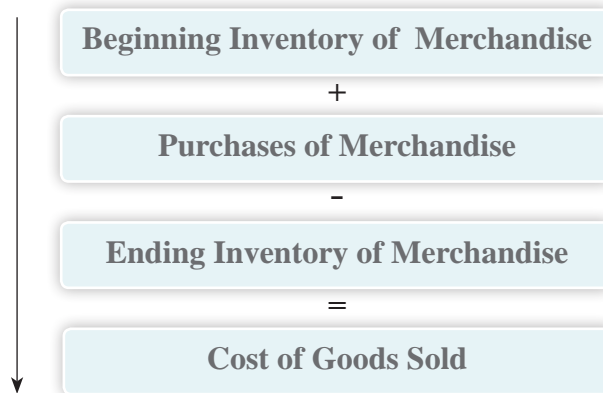 Beginning Inventory of Merchandise
+
Purchases of Merchandise
-
Ending Inventory of Merchandise
=
Cost of Goods Sold